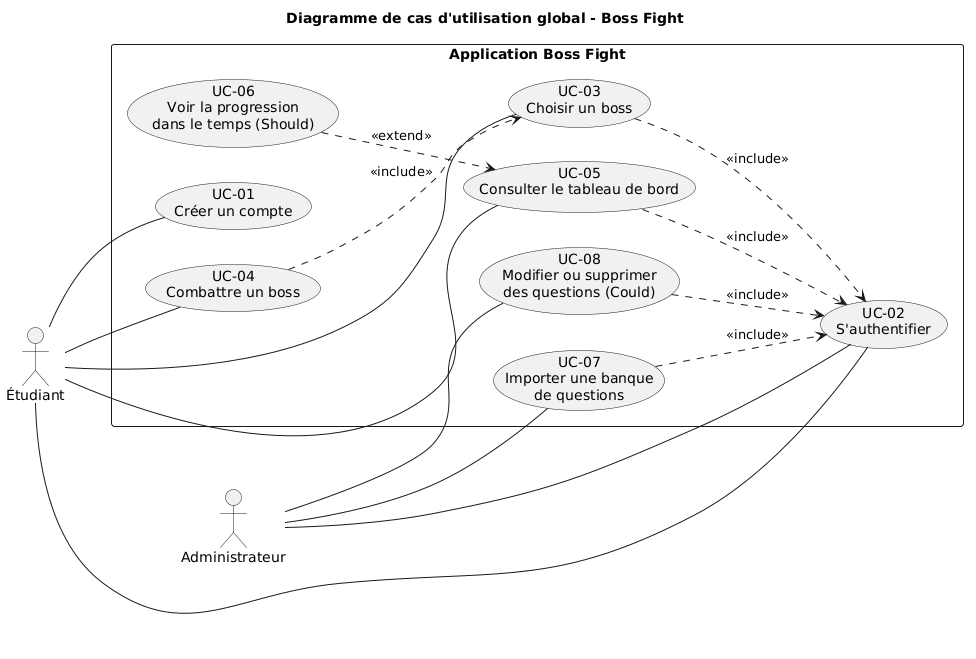 Diagramme de cas d'utilisation global - Boss Fight
Application Boss Fight
UC-06
Voir la progression
dans le temps (Should)
UC-03
Choisir un boss
«extend»
«include»
«include»
UC-05
Consulter le tableau de bord
UC-01
Créer un compte
«include»
UC-04
Combattre un boss
UC-08
Modifier ou supprimer
des questions (Could)
«include»
UC-02
S'authentifier
«include»
UC-07
Importer une banque
de questions
Étudiant
Administrateur